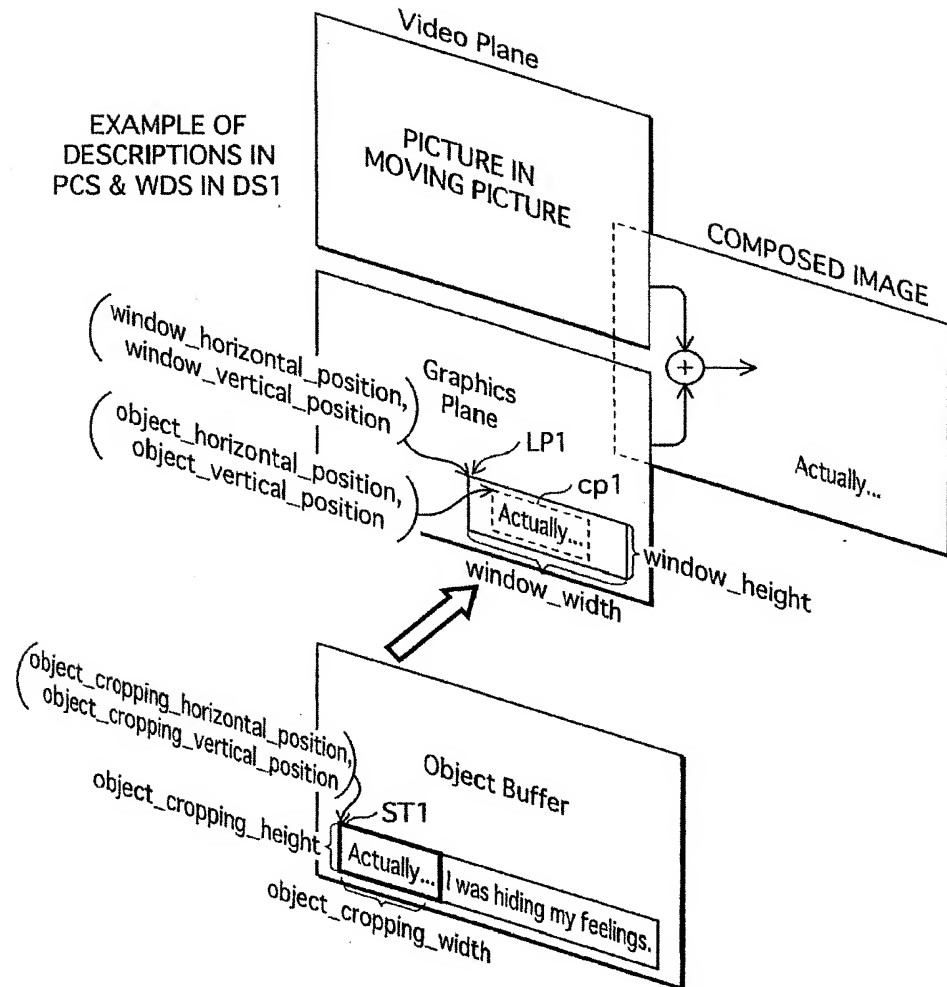 Video Plane
EXAMPLE OF
DESCRIPTIONS IN
PCS & WDS IN DS1
PICTURE IN
MOVING PICTURE
COMPOSED IMAGE
(window_horizontal_position,
window_vertical_position)
Graphics
Plane
(object_horizontal_position,
object_vertical_position)
LP1
cp1
Actually...
+
Actually...
window_height
window_width
(object_cropping_horizontal_position,
object_cropping_vertical_position)
Object Buffer
object_cropping_height
ST1
Actually...
I was hiding my feelings.
object_cropping_width